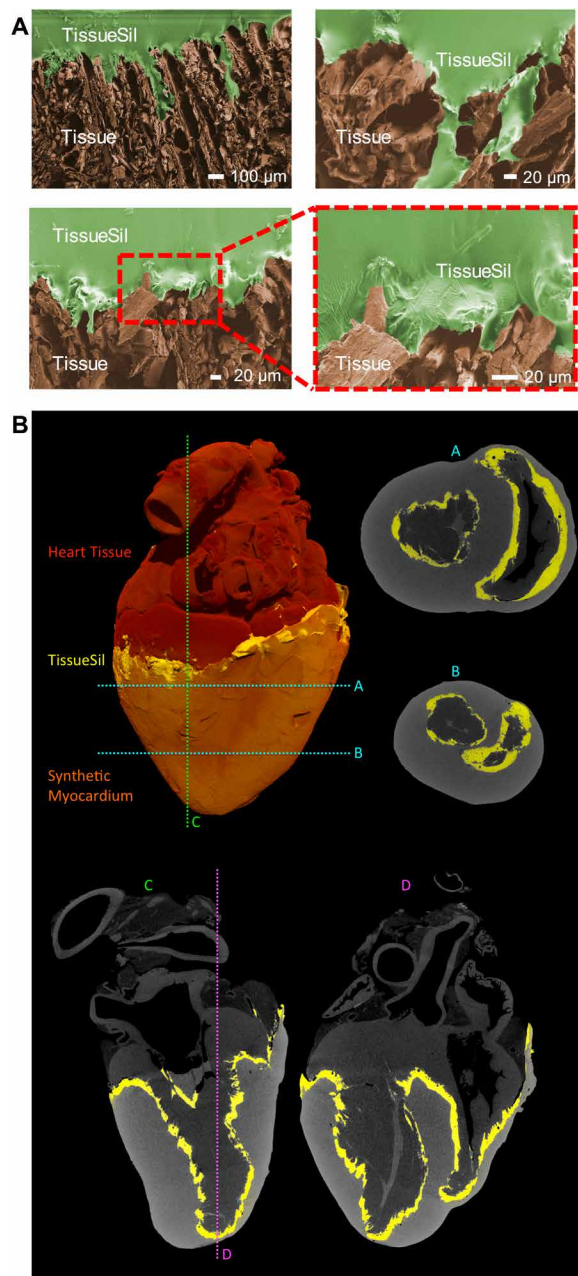 A
TissueSil
Tissue
100 µm
TissueSil
Tissue
20 µm
TissueSil
Tissue
20 µm
TissueSil
Tissue
20 µm
B
Heart Tissue
TissueSil
Synthetic
Myocardium
A
B
C
A
B
C
D
D